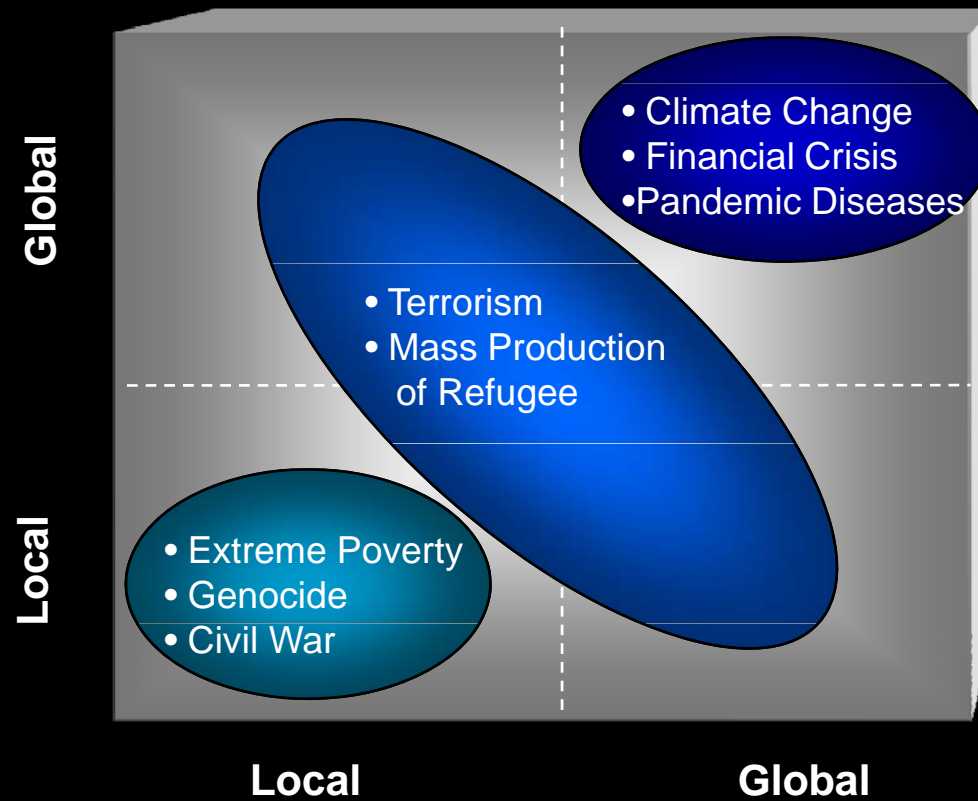 Global
• Climate Change
• Financial Crisis
•Pandemic Diseases
• Terrorism
• Mass Production
of Refugee
Local
• Extreme Poverty
• Genocide
• Civil War
Local
Global